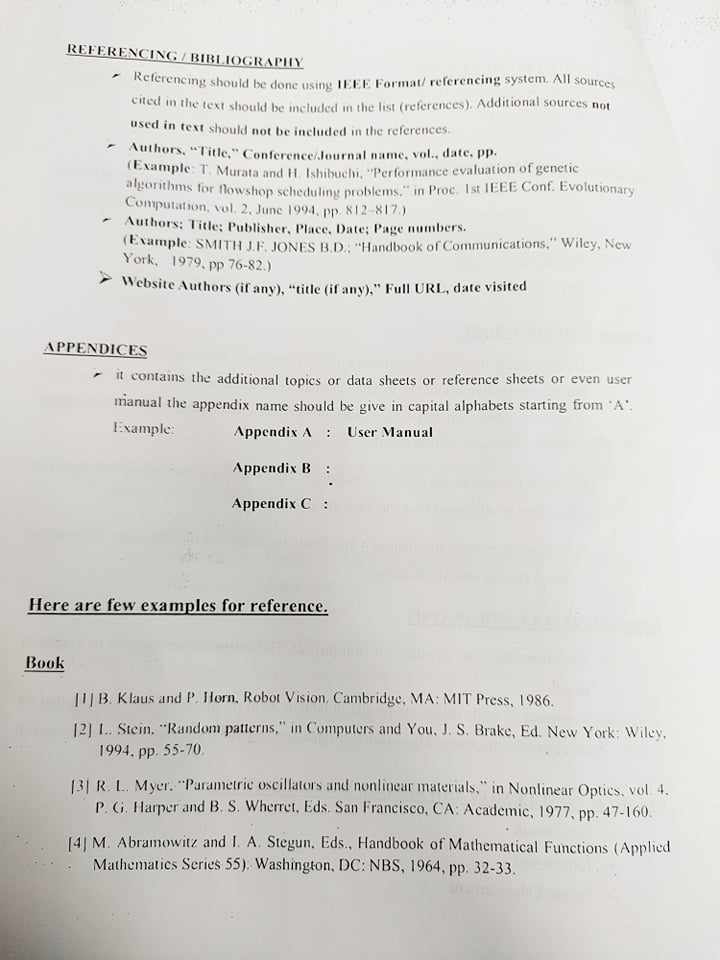 REFERENCING / BIBLIOGRAPHY
➢ Referencing should be done using IEEE Format/ referencing system. All sources
cited in the text should be included in the list (references). Additional sources not
used in text should not be included in the references.
➢ Authors, “Title,” Conference/Journal name, vol., date, pp.
(Example: T. Murata and H. Ishibuchi, “Performance evaluation of genetic
algorithms for flowshop scheduling problems,” in Proc. 1st IEEE Conf. Evolutionary
Computation, vol. 2, June 1994, pp. 812–817.)
➢ Authors; Title; Publisher, Place, Date; Page numbers.
(Example: SMITH J.F. JONES B.D.; “Handbook of Communications,” Wiley, New
York, 1979, pp 76-82.)
➢ Website Authors (if any), “title (if any),” Full URL, date visited
APPENDICES
➢ it contains the additional topics or data sheets or reference sheets or even user
manual the appendix name should be give in capital alphabets starting from ‘A’.
Example: Appendix A : User Manual
Appendix B :
Appendix C :
Here are few examples for reference.
Book
[1] B. Klaus and P. Horn, Robot Vision. Cambridge, MA: MIT Press, 1986.
[2] L. Stein, “Random patterns,” in Computers and You, J. S. Brake, Ed. New York: Wiley,
1994, pp. 55-70.
[3] R. L. Myer, “Parametric oscillators and nonlinear materials,” in Nonlinear Optics, vol. 4,
P. G. Harper and B. S. Wherret, Eds. San Francisco, CA: Academic, 1977, pp. 47-160.
[4] M. Abramowitz and I. A. Stegun, Eds., Handbook of Mathematical Functions (Applied
Mathematics Series 55). Washington, DC: NBS, 1964, pp. 32-33.